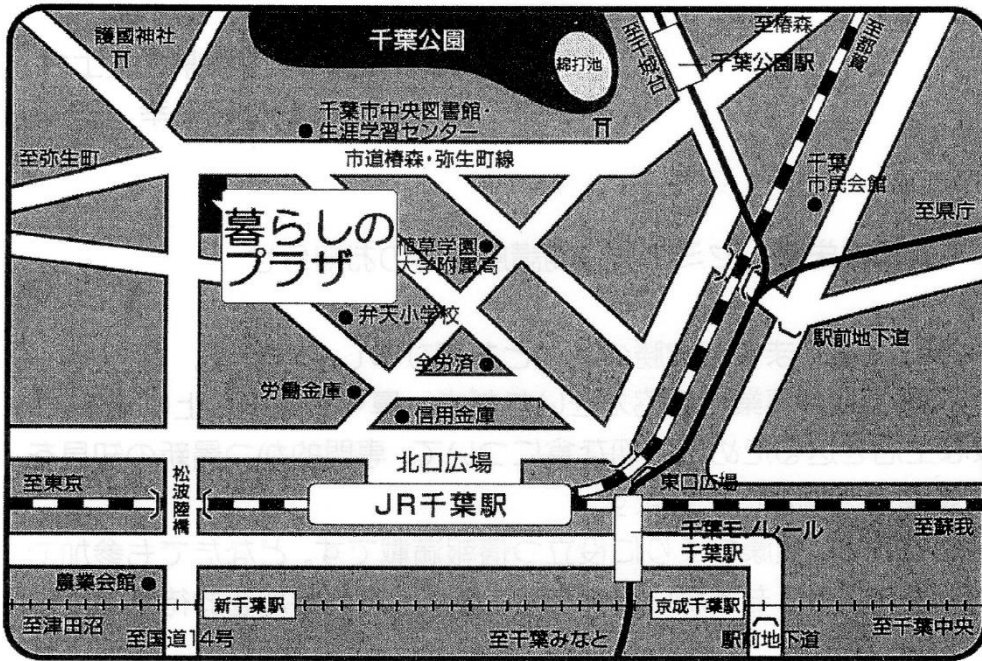 護國神社
千葉公園
綿打池
至千城台
千葉公園駅
至椿森
至都賀
千葉市中央図書館・
生涯学習センター
至弥生町
市道椿森・弥生町線
千葉
市民会館
至県庁
暮らしの
プラザ
植草学園
大学附属高
弁天小学校
駅前地下道
全労済
労働金庫
信用金庫
北口広場
至東京
松波陸橋
JR千葉駅
東口広場
至蘇我
千葉モノレール
千葉駅
農業会館
新千葉駅
京成千葉駅
至津田沼
至国道14号
至千葉みなと
駅前地下道
至千葉中央